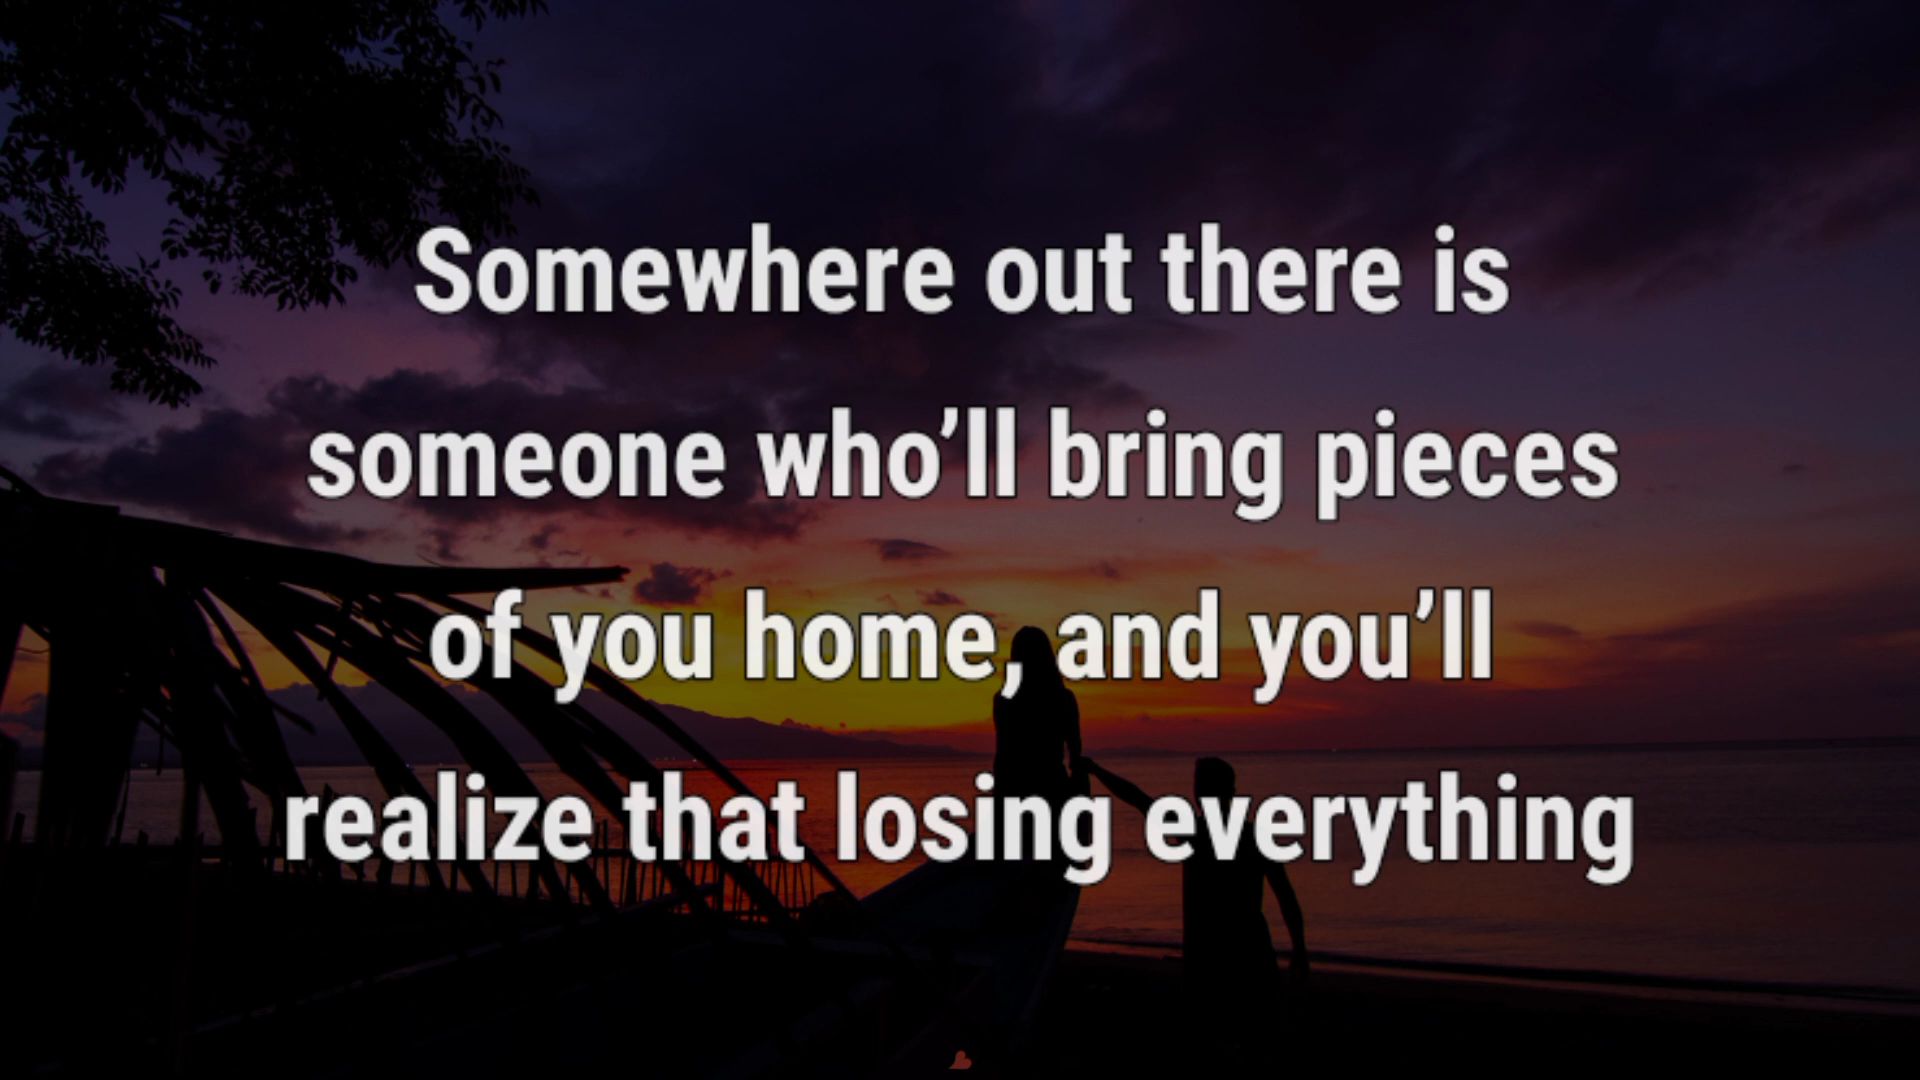 Somewhere out there is
someone who’ll bring pieces
of you home, and you’ll
realize that losing everything